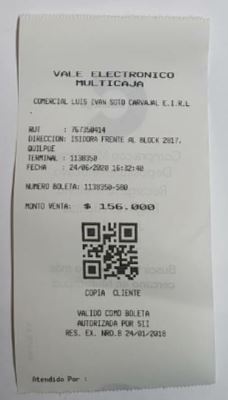 VALE ELECTRONICO
MULTICAJA
COMERCIAL LUIS IVAN SOTO CARVAJAL E.I.R.L
RUT : 767350414
DIRECCION: ISIDORA FRENTE AL BLOCK 2817.
QUILPUE
TERMINAL : 1138350
FECHA : 24/06/2020 16:32:40
NUMERO BOLETA: 1138350-580
MONTO VENTA: $ 156.000
COPIA CLIENTE
VALIDO COMO BOLETA
AUTORIZADA POR SII
RES. EX. NRO.8 24/01/2018
Atendido Por :